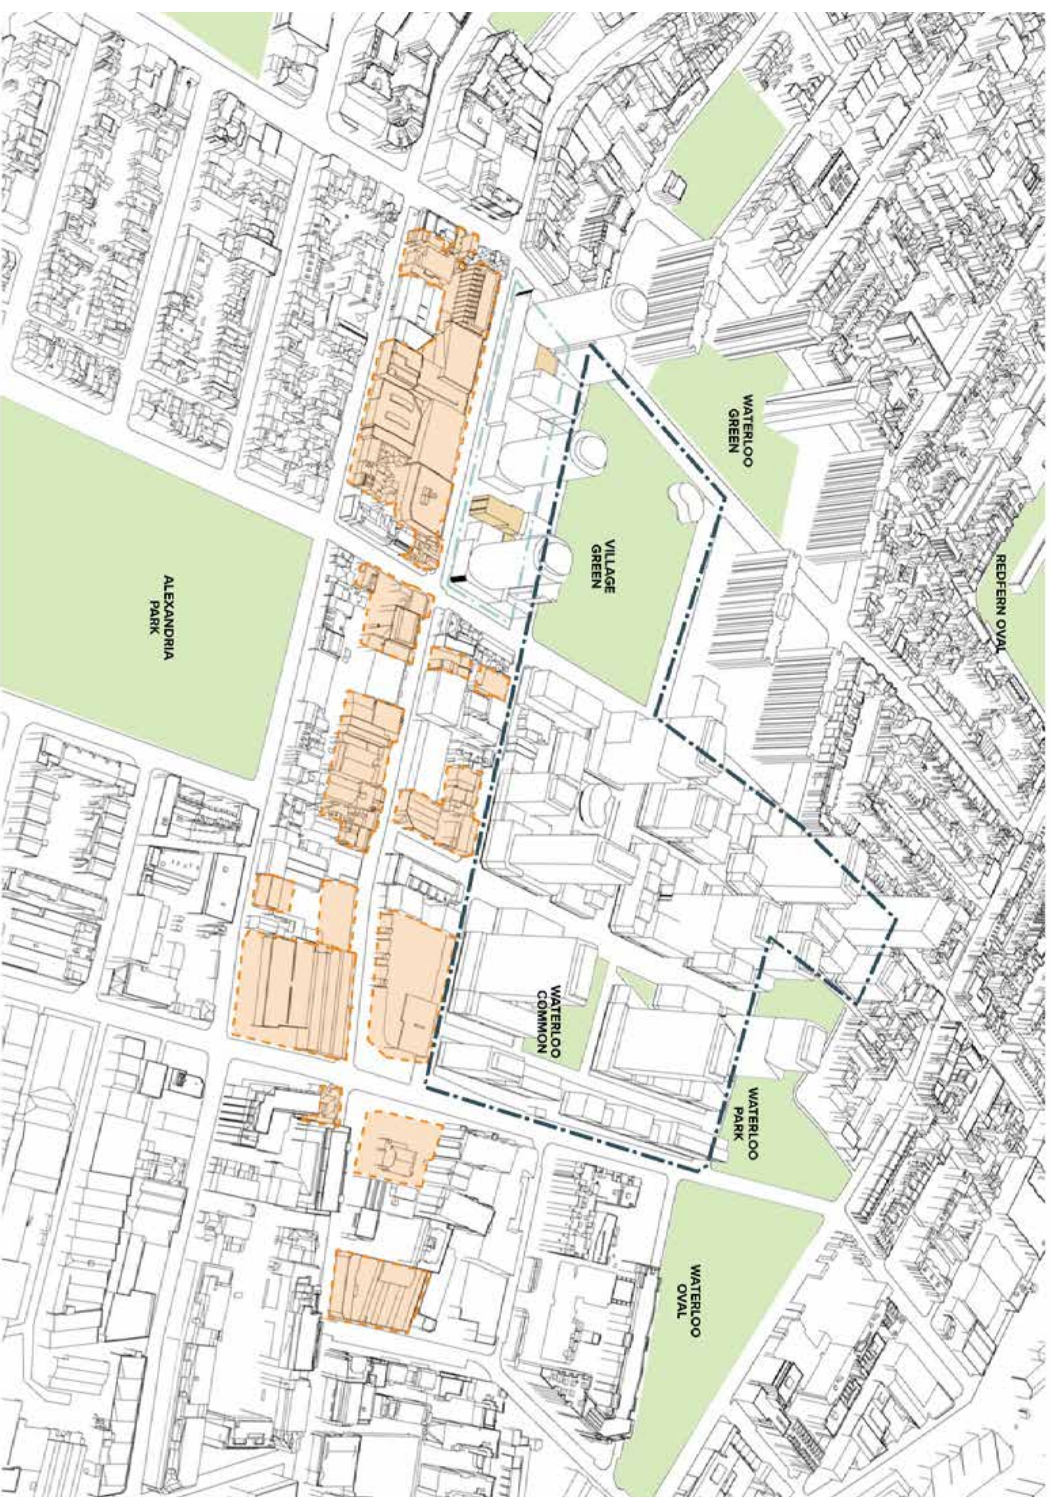 REDFERN OVAL
WATERLOO
GREEN
VILLAGE
GREEN
ALEXANDRIA
PARK
WATERLOO
COMMON
WATERLOO
PARK
WATERLOO
OVAL